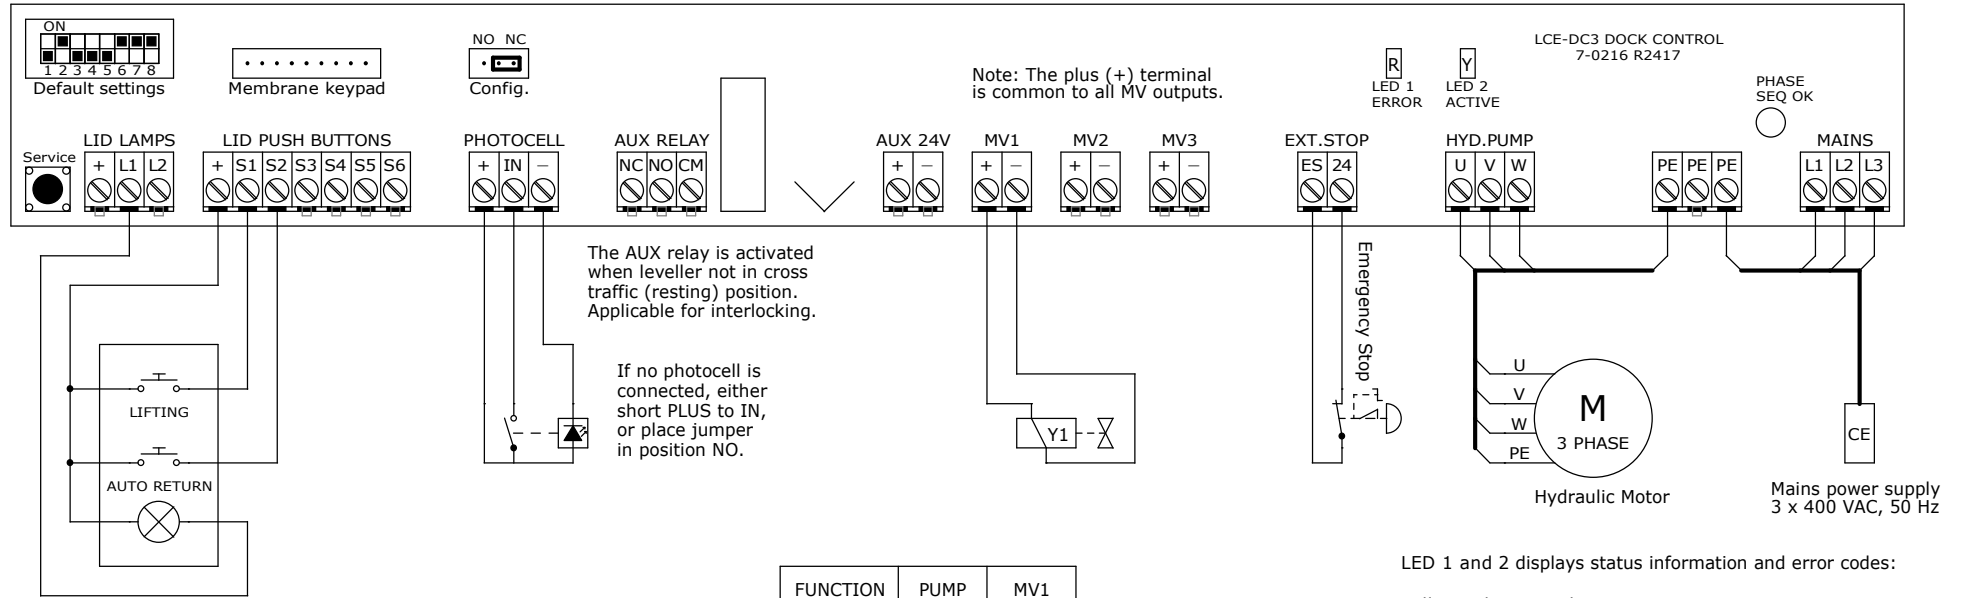 ON
1 2 3 4 5 6 7 8
Default settings
Membrane keypad
NO NC
Config.
Note: The plus (+) terminal
is common to all MV outputs.
R
LED 1
ERROR
Y
LED 2
ACTIVE
LCE-DC3 DOCK CONTROL
7-0216 R2417
PHASE
SEQ OK
Service
LID LAMPS
+ L1 L2
LID PUSH BUTTONS
+ S1 S2 S3 S4 S5 S6
PHOTOCELL
+ IN −
AUX RELAY
NC NO CM
AUX 24V
+ −
MV1
+ −
MV2
+ −
MV3
+ −
EXT.STOP
ES 24
HYD.PUMP
U V W
PE PE PE
MAINS
L1 L2 L3
The AUX relay is activated
when leveller not in cross
traffic (resting) position.
Applicable for interlocking.
If no photocell is
connected, either
short PLUS to IN,
or place jumper
in position NO.
LIFTING
AUTO RETURN
Y1
Emergency Stop
U
V
W
PE
M
3 PHASE
Hydraulic Motor
CE
Mains power supply
3 x 400 VAC, 50 Hz
LED 1 and 2 displays status information and error codes:
FUNCTION PUMP MV1